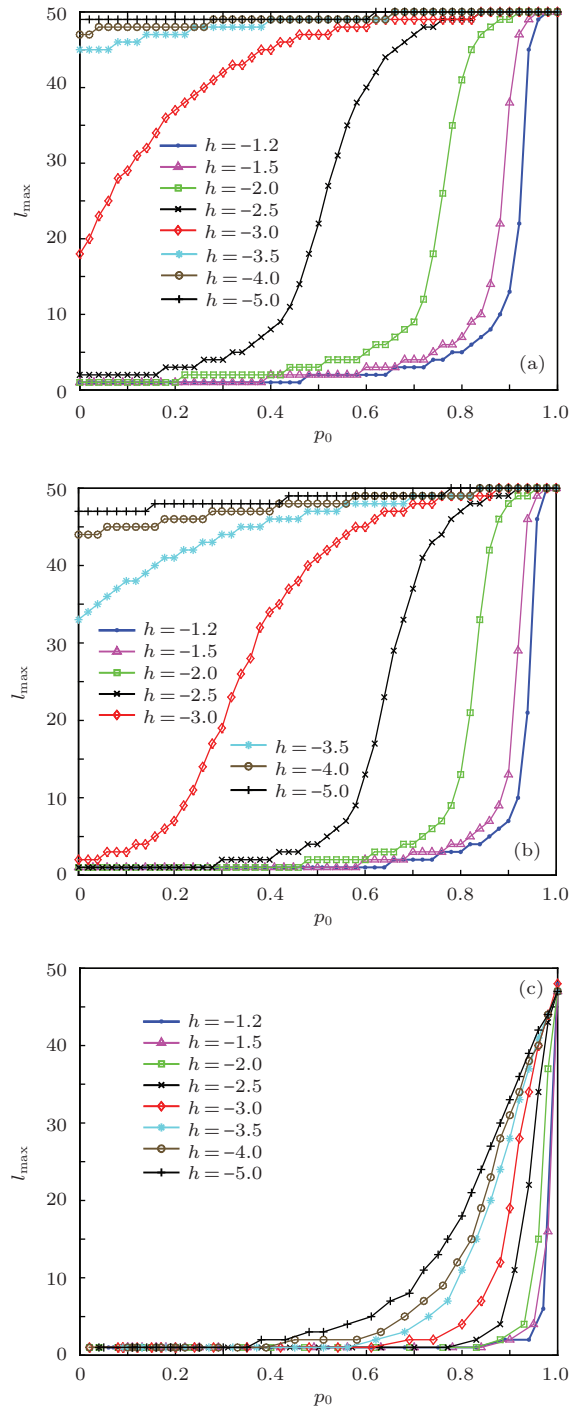 50
40
30
20
10
0
l_max
h = −1.2
h = −1.5
h = −2.0
h = −2.5
h = −3.0
h = −3.5
h = −4.0
h = −5.0
(a)
0 0.2 0.4 0.6 0.8 1.0
p_0
50
40
30
20
10
0
l_max
h = −1.2
h = −1.5
h = −2.0
h = −2.5
h = −3.0
h = −3.5
h = −4.0
h = −5.0
(b)
0 0.2 0.4 0.6 0.8 1.0
p_0
(c)
50
40
30
20
10
0
l_max
h = −1.2
h = −1.5
h = −2.0
h = −2.5
h = −3.0
h = −3.5
h = −4.0
h = −5.0
0 0.2 0.4 0.6 0.8 1.0
p_0